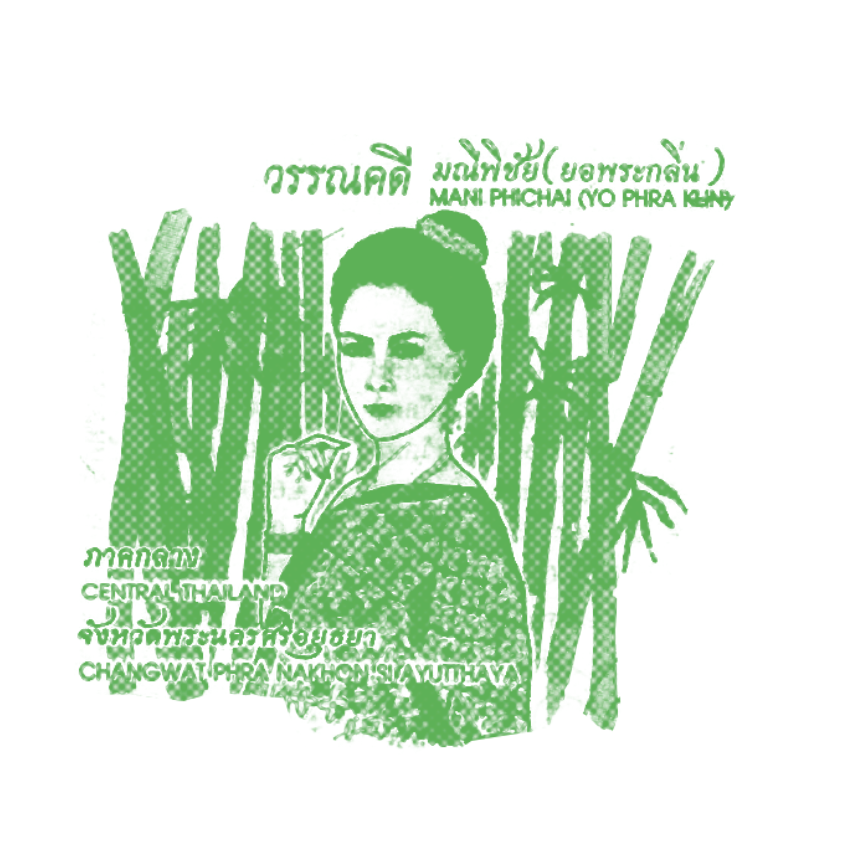 วรรณคดี
มณีพิชัย (ยอพระกลิ่น)
MANI PHICHAI (YO PHRA KLIN)
ภาคกลาง
CENTRAL THAILAND
จังหวัดพระนครศรีอยุธยา
CHANGWAT PHRA NAKHON SI AYUTTHAYA